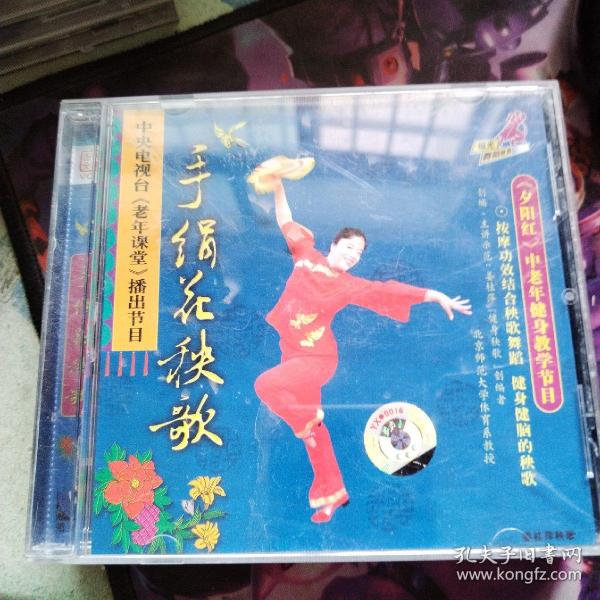 中央电视台《老年课堂》播出节目
手绢花秧歌
《夕阳红》中老年健身教学节目
⊙按摩功效结合秧歌舞蹈 健身健脑的秧歌
北京师范大学体育系教授
YX●0016
孔夫子旧书网
www.kongfz.com